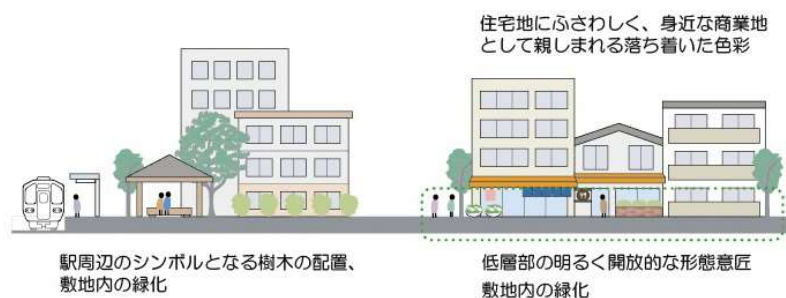 住宅地にふさわしく、身近な商業地
として親しまれる落ち着いた色彩
駅周辺のシンボルとなる樹木の配置、
敷地内の緑化
低層部の明るく開放的な形態意匠
敷地内の緑化